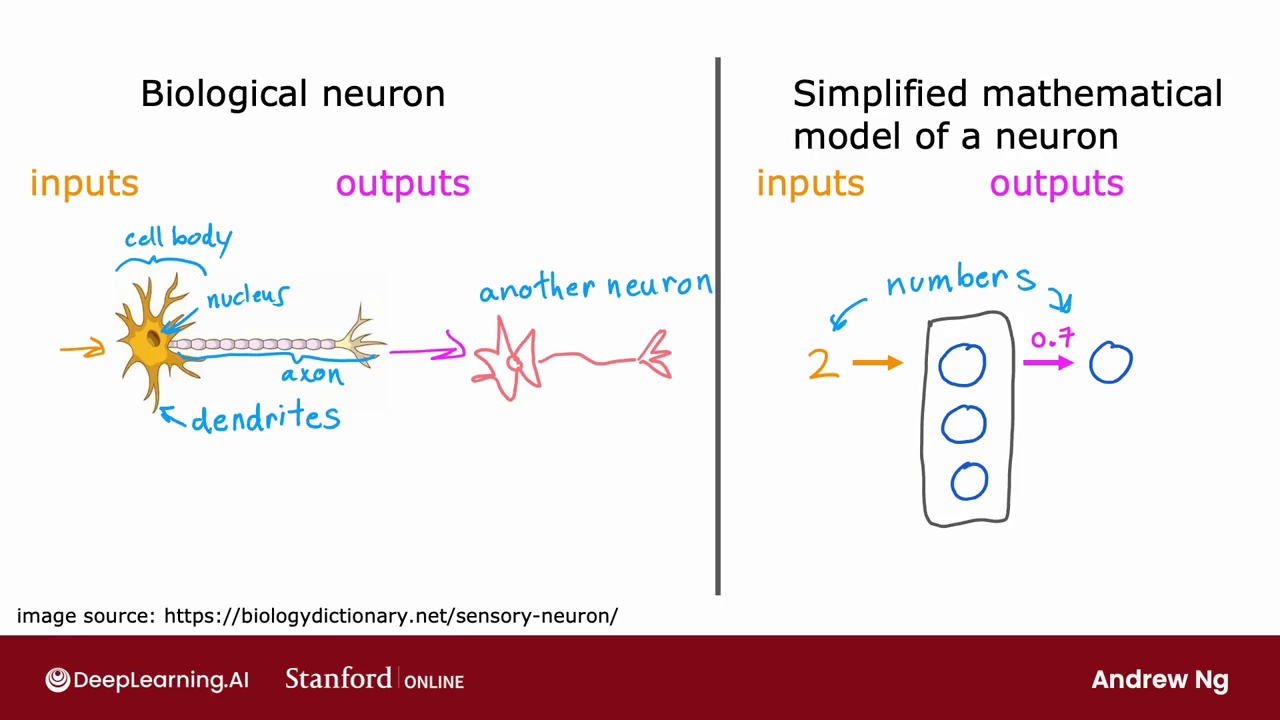 Biological neuron
inputs
outputs
cell body
nucleus
axon
dendrites
another neuron
Simplified mathematical
model of a neuron
inputs
outputs
numbers
2
0.7
image source: https://biologydictionary.net/sensory-neuron/
DeepLearning.AI
Stanford ONLINE
Andrew Ng